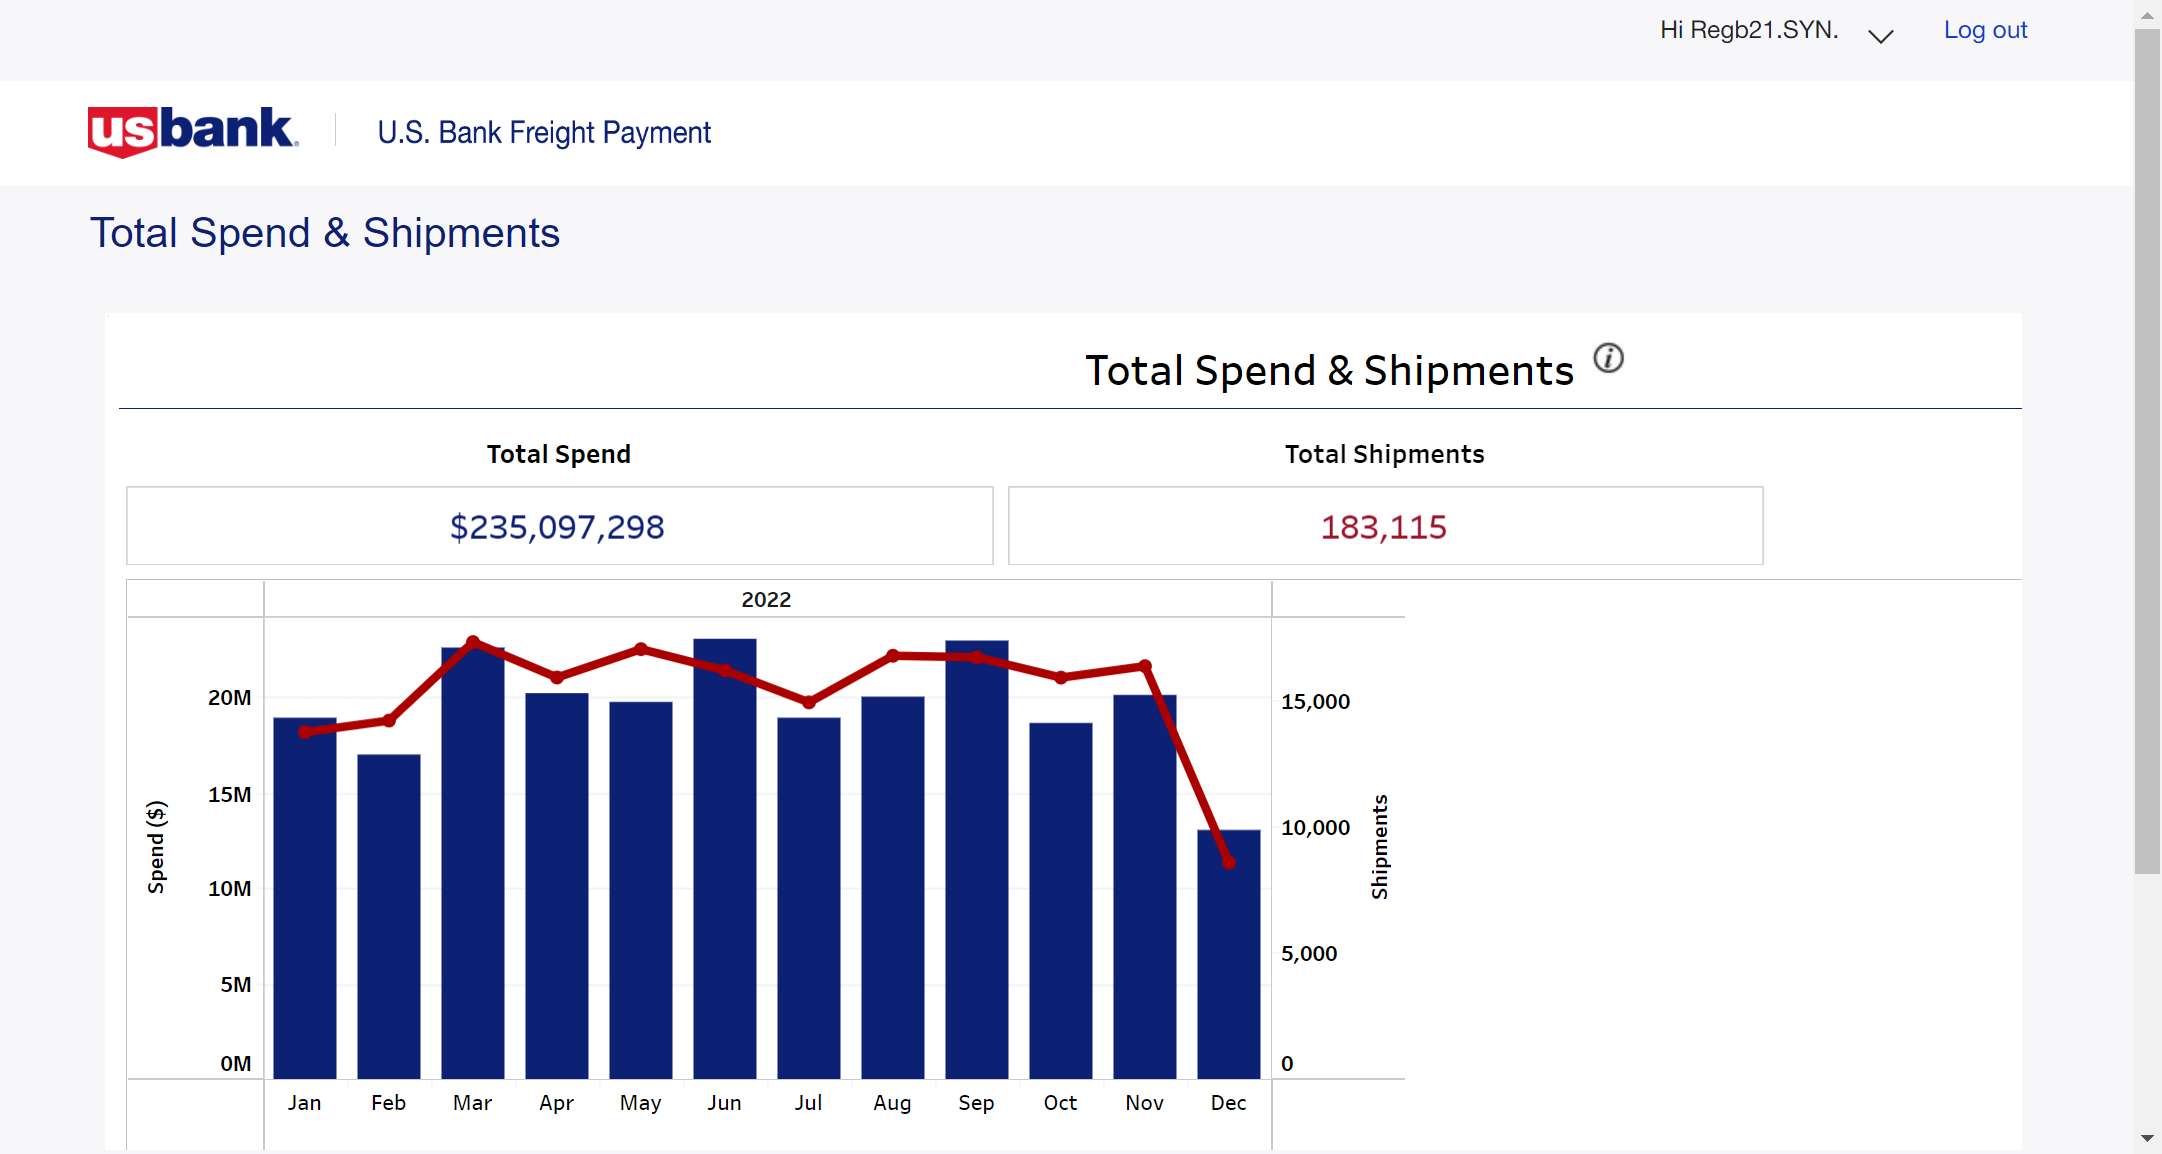 Hi Regb21.SYN. Log out
usbank. U.S. Bank Freight Payment
Total Spend & Shipments
Total Spend & Shipments i
Total Spend Total Shipments
$235,097,298 183,115
2022
20M 15,000
15M 10,000
10M 5,000
5M
0M 0
Spend ($)
Shipments
Jan Feb Mar Apr May Jun Jul Aug Sep Oct Nov Dec